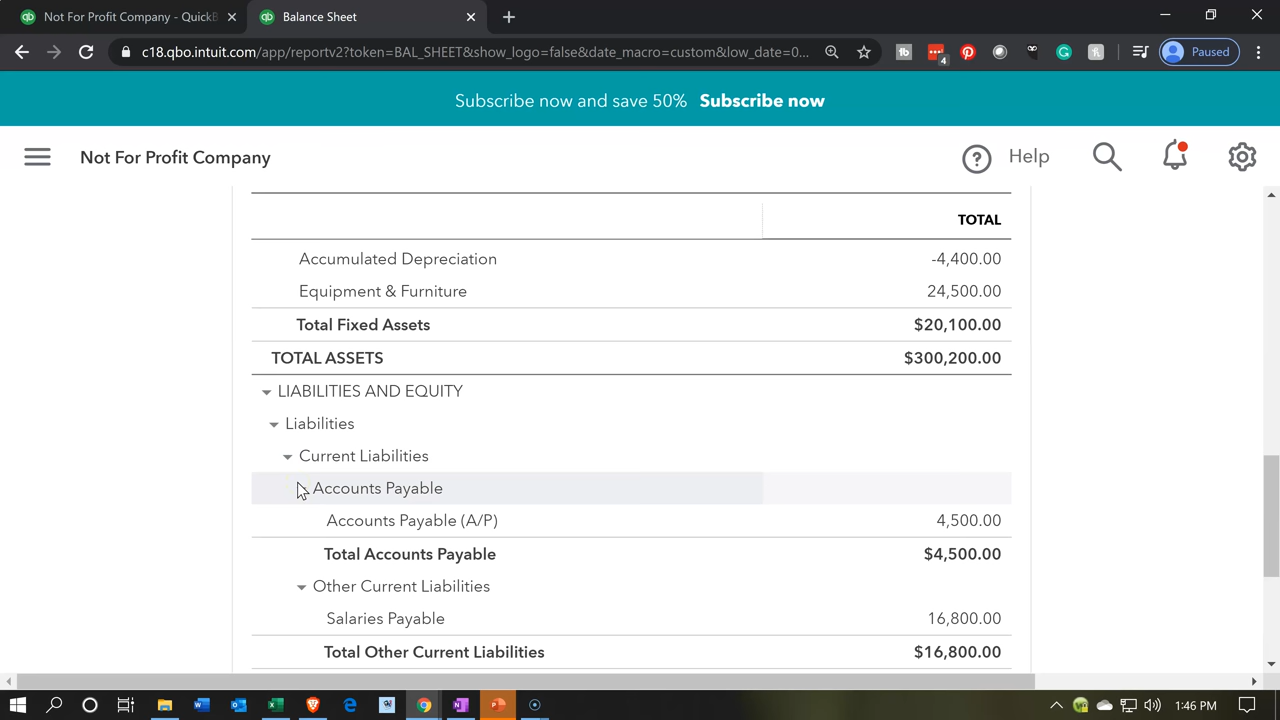 Not For Profit Company - QuickB
Balance Sheet
c18.qbo.intuit.com/app/reportv2?token=BAL_SHEET&show_logo=false&date_macro=custom&low_date=0...
4
Paused
Subscribe now and save 50% Subscribe now
Not For Profit Company
Help
TOTAL
Accumulated Depreciation -4,400.00
Equipment & Furniture 24,500.00
Total Fixed Assets $20,100.00
TOTAL ASSETS $300,200.00
LIABILITIES AND EQUITY
Liabilities
Current Liabilities
Accounts Payable
Accounts Payable (A/P) 4,500.00
Total Accounts Payable $4,500.00
Other Current Liabilities
Salaries Payable 16,800.00
Total Other Current Liabilities $16,800.00
1:46 PM